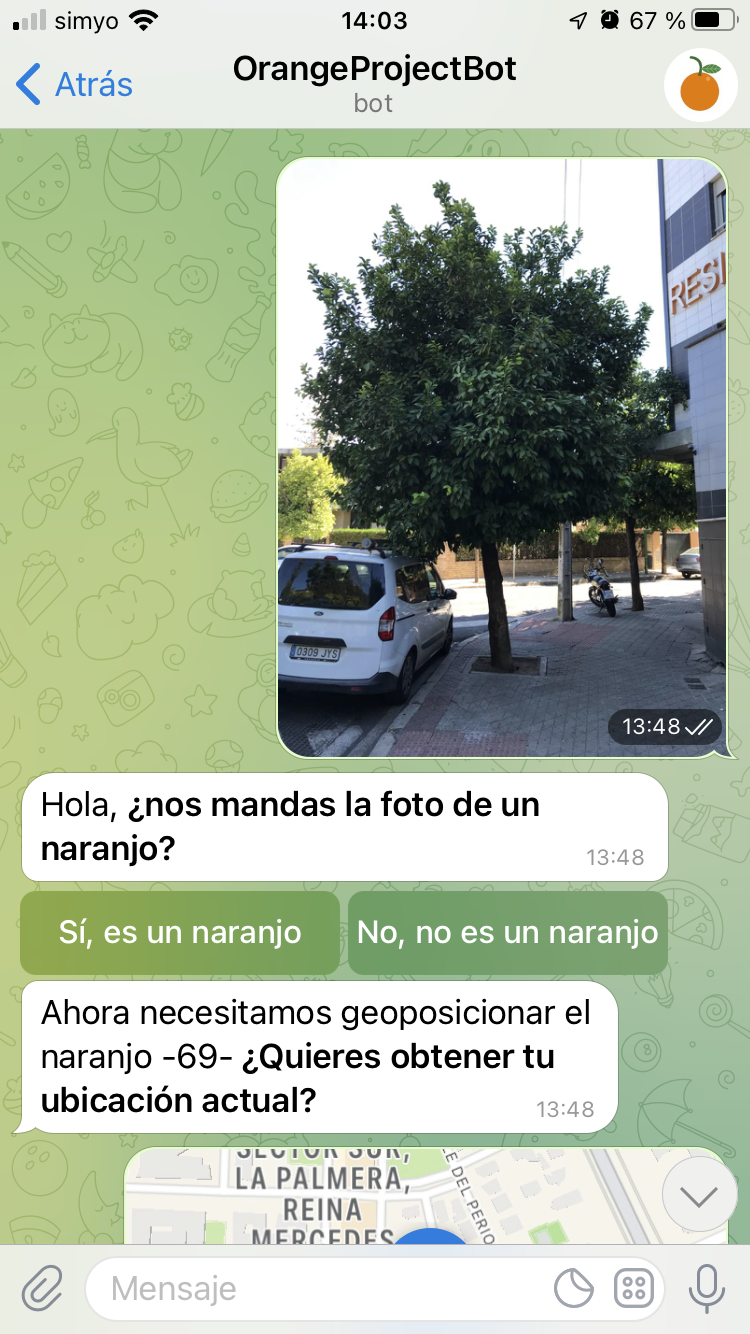 simyo 14:03 67 %
Atrás OrangeProjectBot
bot
RESI
0309 JYS
13:48
Hola, ¿nos mandas la foto de un
naranjo?
13:48
Sí, es un naranjo No, no es un naranjo
Ahora necesitamos geoposicionar el
naranjo -69- ¿Quieres obtener tu
ubicación actual?
13:48
SECTOR SUR,
LA PALMERA,
REINA
MERCEDES
E DEL PERIO
Mensaje